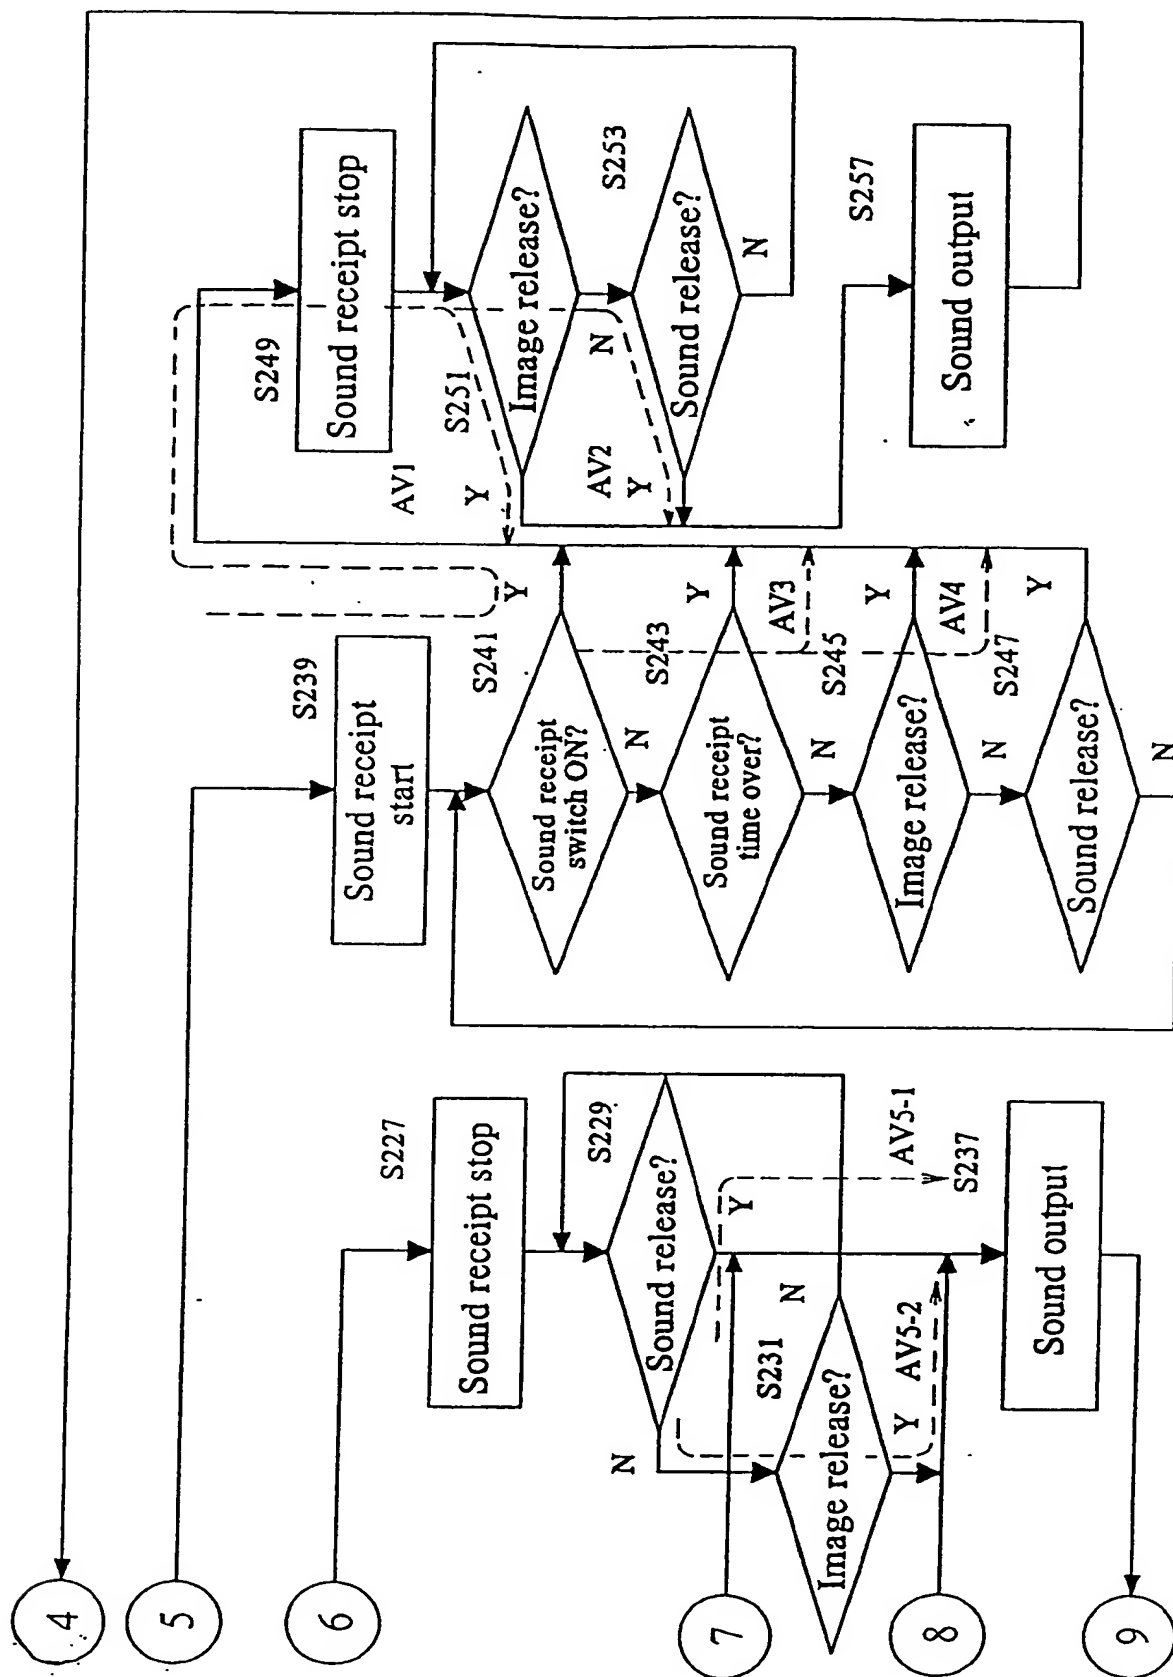 4
5
6
7
8
9
S227
Sound receipt stop
S229
Sound release?
Y
N
S231
Image release?
N
Y
AV5-1
AV5-2
S237
Sound output
S239
Sound receipt
start
S241
Sound receipt
switch ON?
Y
N
S243
Sound receipt
time over?
Y
N
AV3
S245
Image release?
Y
N
AV4
S247
Sound release?
Y
N
S249
Sound receipt stop
AV1
S251
Image release?
Y
N
AV2
S253
Sound release?
Y
N
S257
Sound output